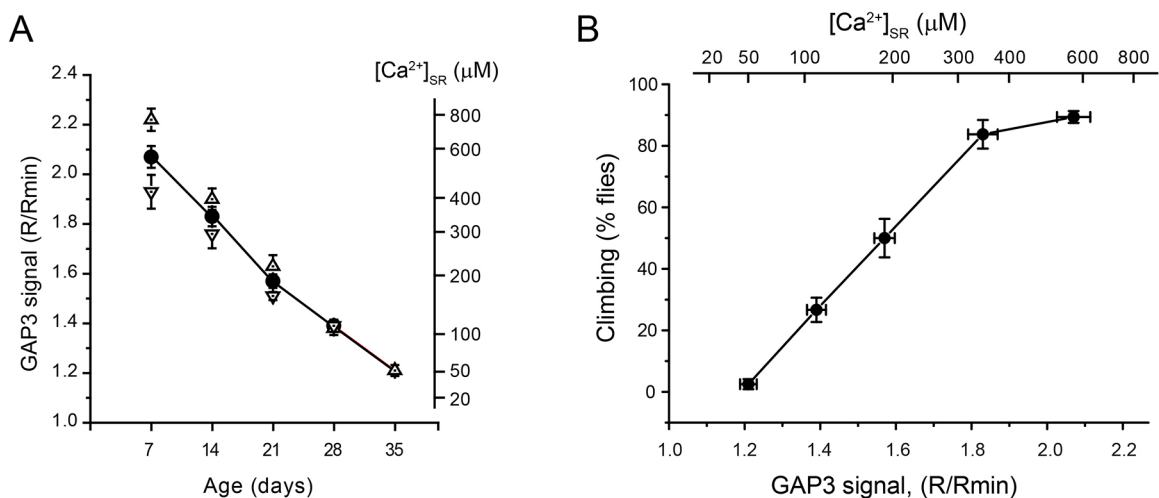 A
[Ca2+]SR (μM)
2.4
2.2
2.0
1.8
1.6
1.4
1.2
1.0
GAP3 signal (R/Rmin)
800
600
400
300
200
100
50
20
7 14 21 28 35
Age (days)
B
[Ca2+]SR (μM)
20 50 100 200 300 400 600 800
100
80
60
40
20
0
Climbing (% flies)
1.0 1.2 1.4 1.6 1.8 2.0 2.2
GAP3 signal, (R/Rmin)